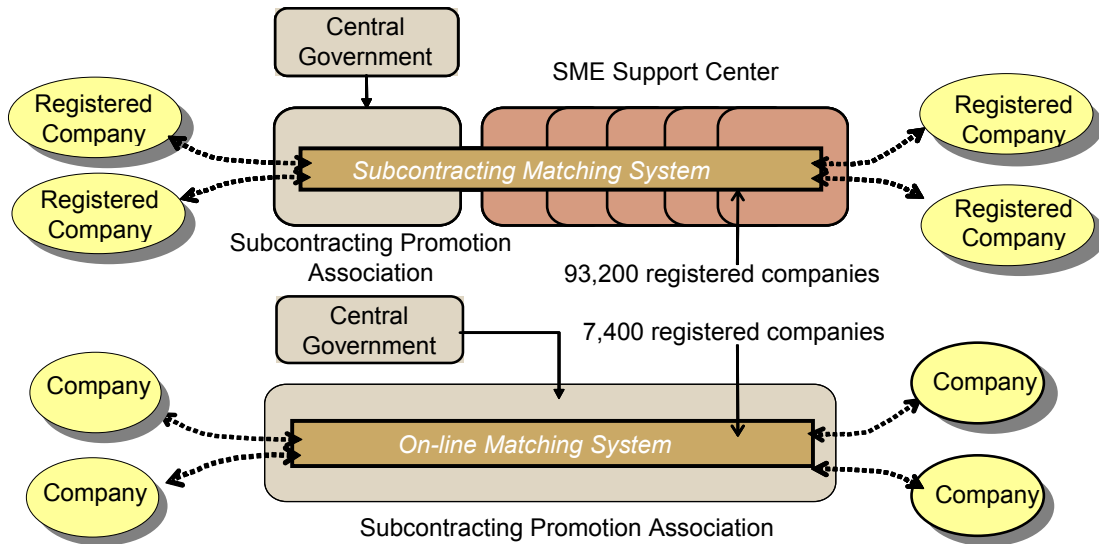 Central
Government
SME Support Center
Registered
Company
Registered
Company
Subcontracting Matching System
Registered
Company
Registered
Company
Subcontracting Promotion
Association
93,200 registered companies
Central
Government
7,400 registered companies
Company
Company
On-line Matching System
Company
Company
Subcontracting Promotion Association